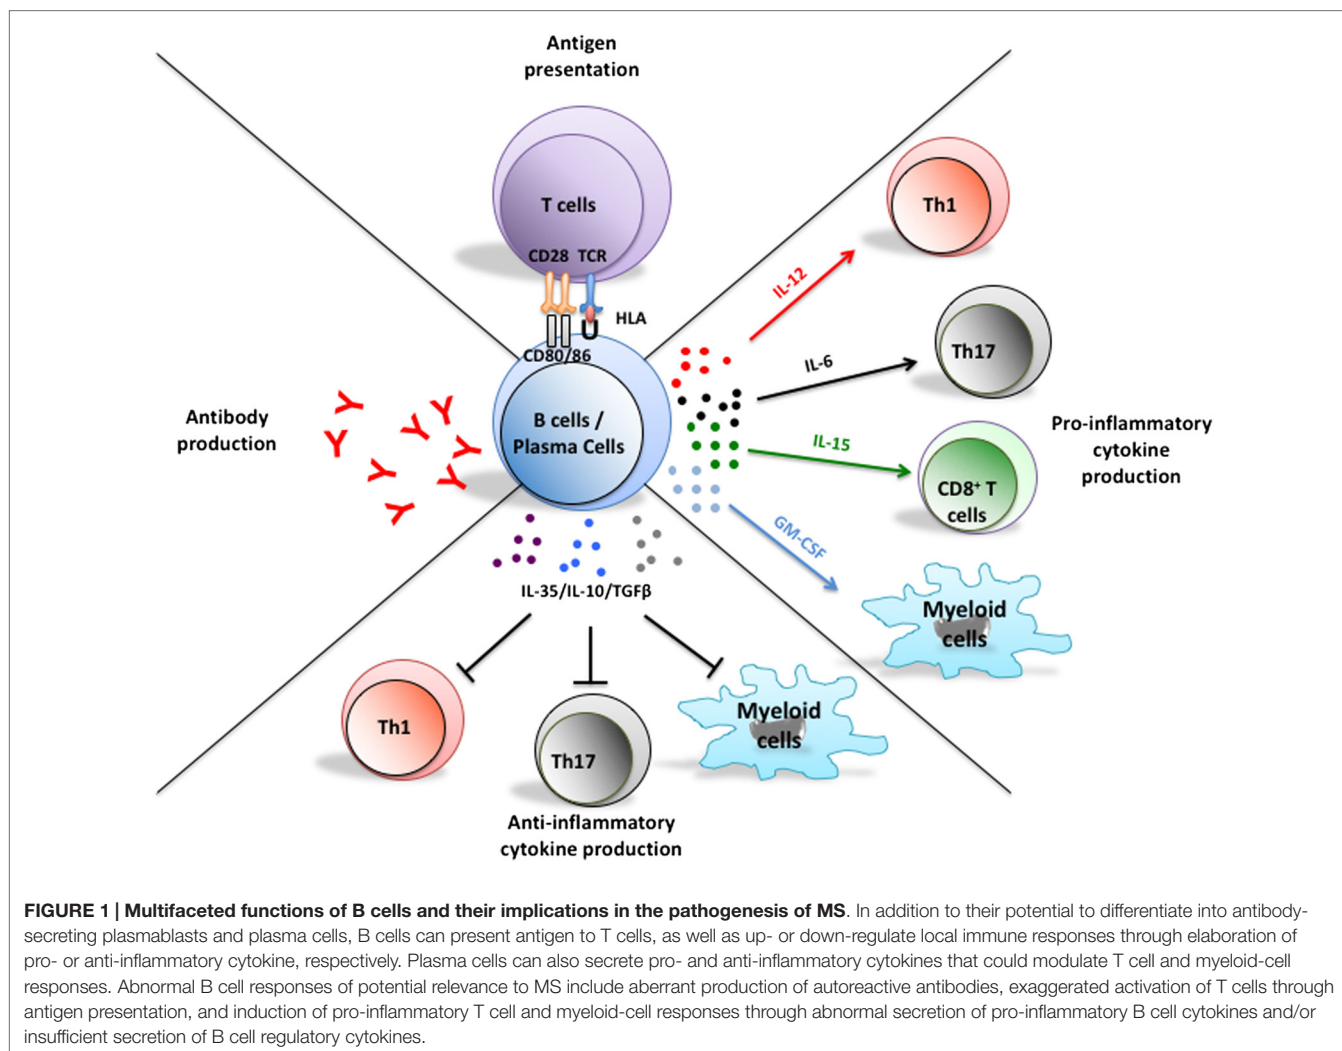 Antigen
presentation
T cells
CD28 TCR
HLA
CD80/86
B cells /
Plasma Cells
Antibody
production
IL-12
Th1
IL-6
Th17
IL-15
CD8⁺ T
cells
GM-CSF
Myeloid
cells
Pro-inflammatory
cytokine
production
IL-35/IL-10/TGFβ
Th1
Th17
Myeloid
cells
Anti-inflammatory
cytokine production
FIGURE 1 | Multifaceted functions of B cells and their implications in the pathogenesis of MS. In addition to their potential to differentiate into antibody-
secreting plasmablasts and plasma cells, B cells can present antigen to T cells, as well as up- or down-regulate local immune responses through elaboration of
pro- or anti-inflammatory cytokine, respectively. Plasma cells can also secrete pro- and anti-inflammatory cytokines that could modulate T cell and myeloid-cell
responses. Abnormal B cell responses of potential relevance to MS include aberrant production of autoreactive antibodies, exaggerated activation of T cells through
antigen presentation, and induction of pro-inflammatory T cell and myeloid-cell responses through abnormal secretion of pro-inflammatory B cell cytokines and/or
insufficient secretion of B cell regulatory cytokines.